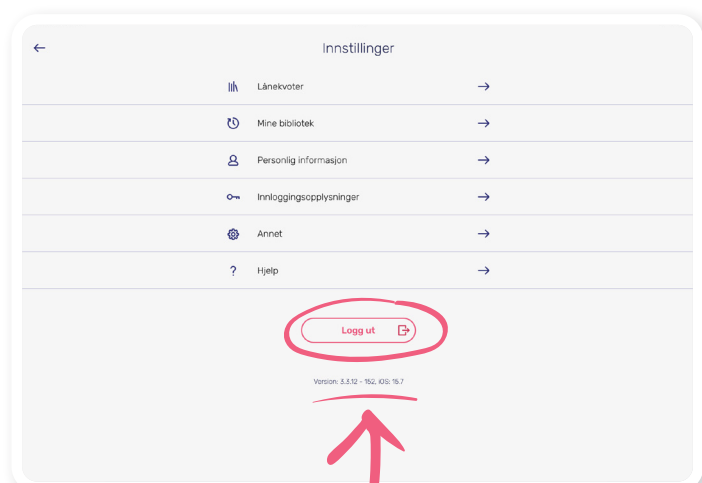 Innstillinger
Lånekvoter
Mine bibliotek
Personlig informasjon
Innloggingsopplysninger
Annet
? Hjelp
Logg ut
Version: 3.3.12 - 152, iOS: 15.7